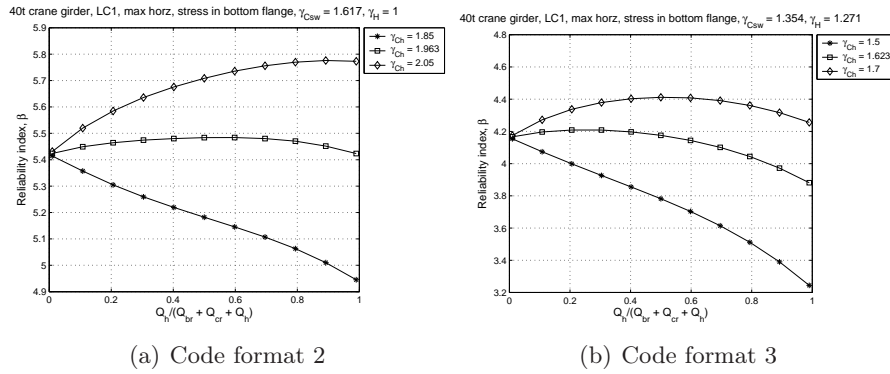 40t crane girder, LC1, max horz, stress in bottom flange, γCsw = 1.617, γH = 1
5.9
5.8
5.7
5.6
5.5
5.4
5.3
5.2
5.1
5
4.9
Reliability index, β
0
0.2
0.4
0.6
0.8
1
Qh/(Qbr + Qcr + Qh)
γCh = 1.85
γCh = 1.963
γCh = 2.05
(a) Code format 2
40t crane girder, LC1, max horz, stress in bottom flange, γCsw = 1.354, γH = 1.271
5
4.8
4.6
4.4
4.2
4
3.8
3.6
3.4
3.2
Reliability index, β
0
0.2
0.4
0.6
0.8
1
Qh/(Qbr + Qcr + Qh)
γCh = 1.5
γCh = 1.623
γCh = 1.7
(b) Code format 3